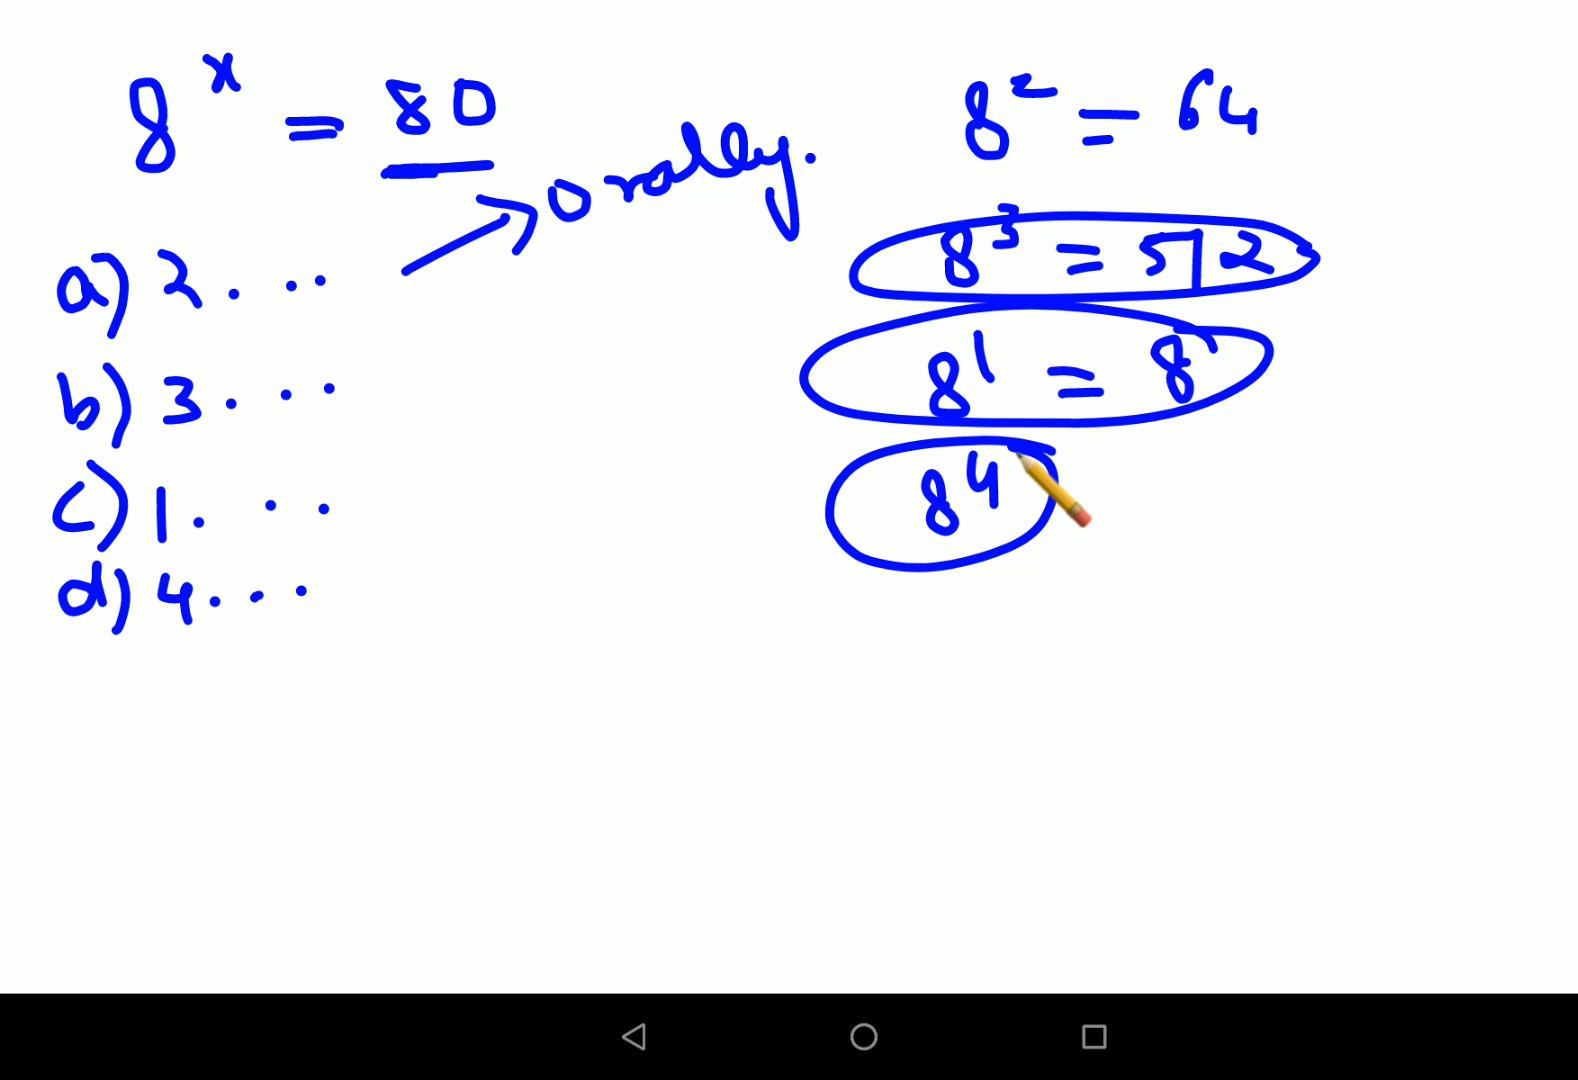 8^x = 80
orally.
a) 2. . .
b) 3. . .
c) 1. . .
d) 4. . .
8^2 = 64
8^3 = 512
8^1 = 8
8^4